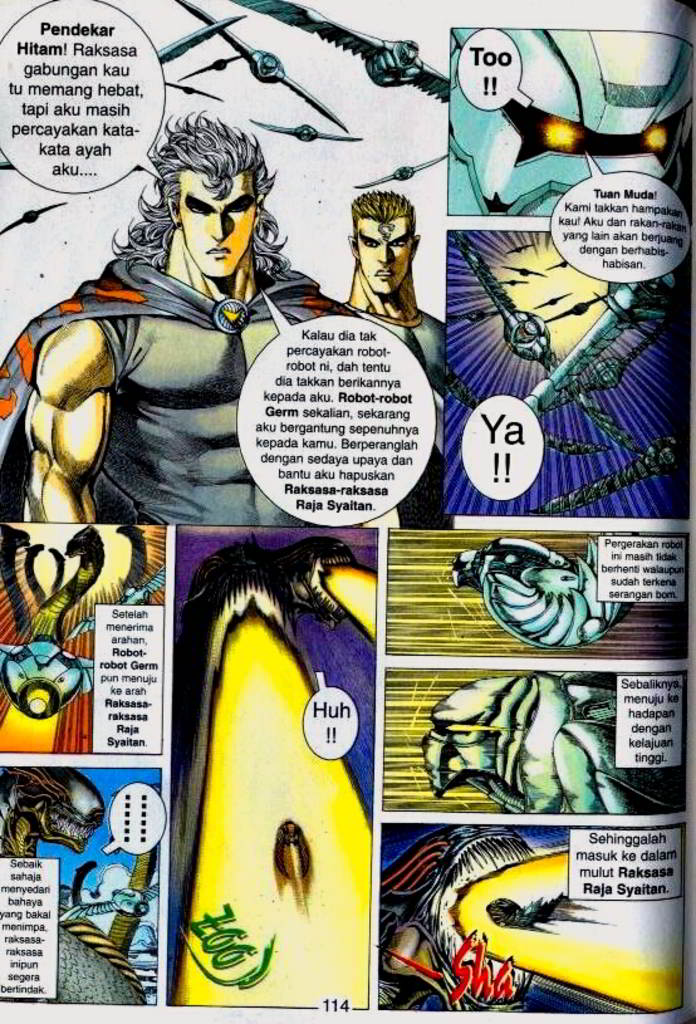 Pendekar
Hitam! Raksasa
gabungan kau
tu memang hebat,
tapi aku masih
percayakan kata-
kata ayah
aku....
Too
!!
Tuan Muda!
Kami takkan hampakan
kau! Aku dan rakan-rakan
yang lain akan berjuang
dengan berhabis-
habisan.
Kalau dia tak
percayakan robot-
robot ni, dah tentu
dia takkan berikannya
kepada aku. Robot-robot
Germ sekalian, sekarang
aku bergantung sepenuhnya
kepada kamu. Berperanglah
dengan sedaya upaya dan
bantu aku hapuskan
Raksasa-raksasa
Raja Syaitan.
Ya
!!
Setelah
menerima
arahan,
Robot-
robot Germ
pun menuju
ke arah
Raksasa-
raksasa
Raja
Syaitan.
Huh
!!
ZOO
Pergerakan robot
ini masih tidak
berhenti walaupun
sudah terkena
serangan bom.
Sebaliknya,
menuju ke
hadapan
dengan
kelajuan
tinggi.
!!!!!
Sebaik
sahaja
menyedari
bahaya
yang bakal
menimpa,
raksasa-
raksasa
inipun
segera
bertindak.
Sehinggalah
masuk ke dalam
mulut Raksasa
Raja Syaitan.
Sha
114